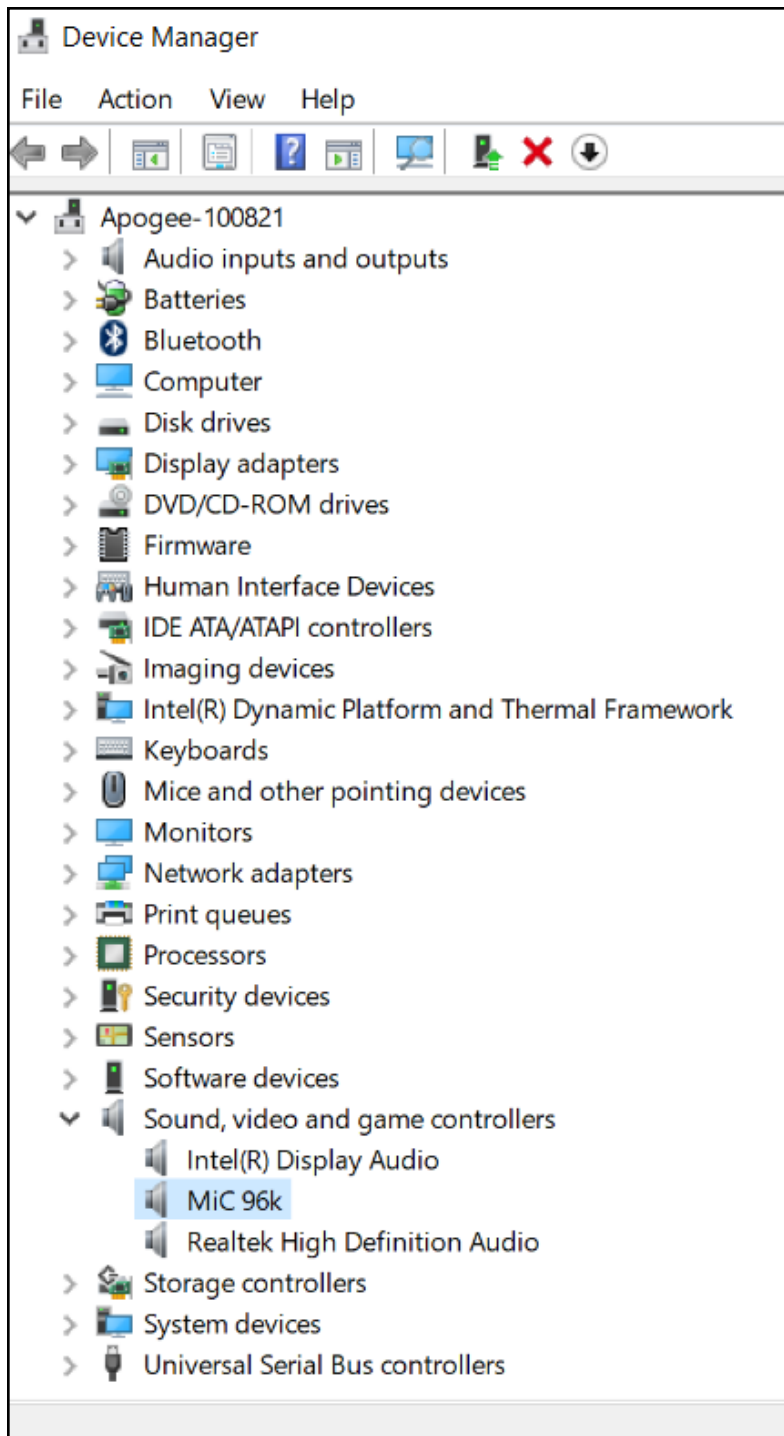 Device Manager
File Action View Help
Apogee-100821
Audio inputs and outputs
Batteries
Bluetooth
Computer
Disk drives
Display adapters
DVD/CD-ROM drives
Firmware
Human Interface Devices
IDE ATA/ATAPI controllers
Imaging devices
Intel(R) Dynamic Platform and Thermal Framework
Keyboards
Mice and other pointing devices
Monitors
Network adapters
Print queues
Processors
Security devices
Sensors
Software devices
Sound, video and game controllers
Intel(R) Display Audio
MiC 96k
Realtek High Definition Audio
Storage controllers
System devices
Universal Serial Bus controllers